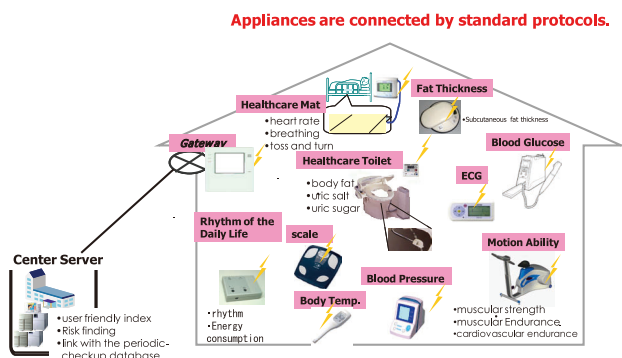 Appliances are connected by standard protocols.
Fat Thickness
•Subcutaneous fat thickness
Healthcare Mat
•heart rate
•breathing
•toss and turn
Gateway
Blood Glucose
Healthcare Toilet
•body fat
•uric salt
•uric sugar
ECG
Rhythm of the
Daily Life
•rhythm
•Energy
consumption
scale
Body Temp.
Blood Pressure
Motion Ability
•muscular strength
•muscular Endurance
•cardiovascular endurance
Center Server
•user friendly index
•Risk finding
•link with the periodic-
checkup database